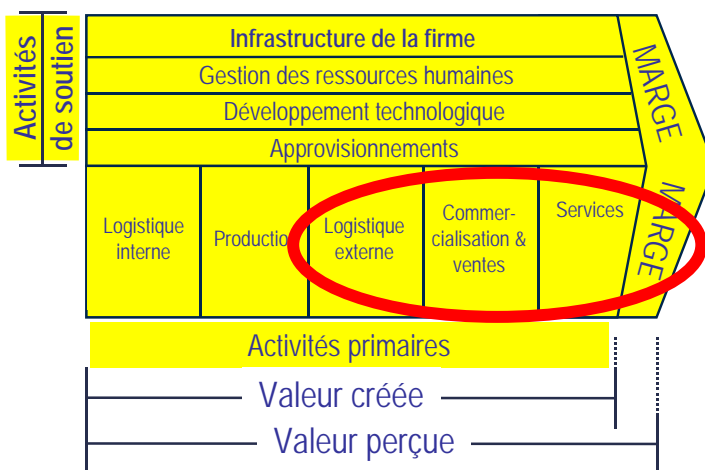 Activités
de soutien
Infrastructure de la firme
Gestion des ressources humaines
Développement technologique
Approvisionnements
MARGE
Logistique
interne
Productio
Logistique
externe
Commer-
cialisation &
ventes
Services
MARGE
Activités primaires
Valeur créée
Valeur perçue